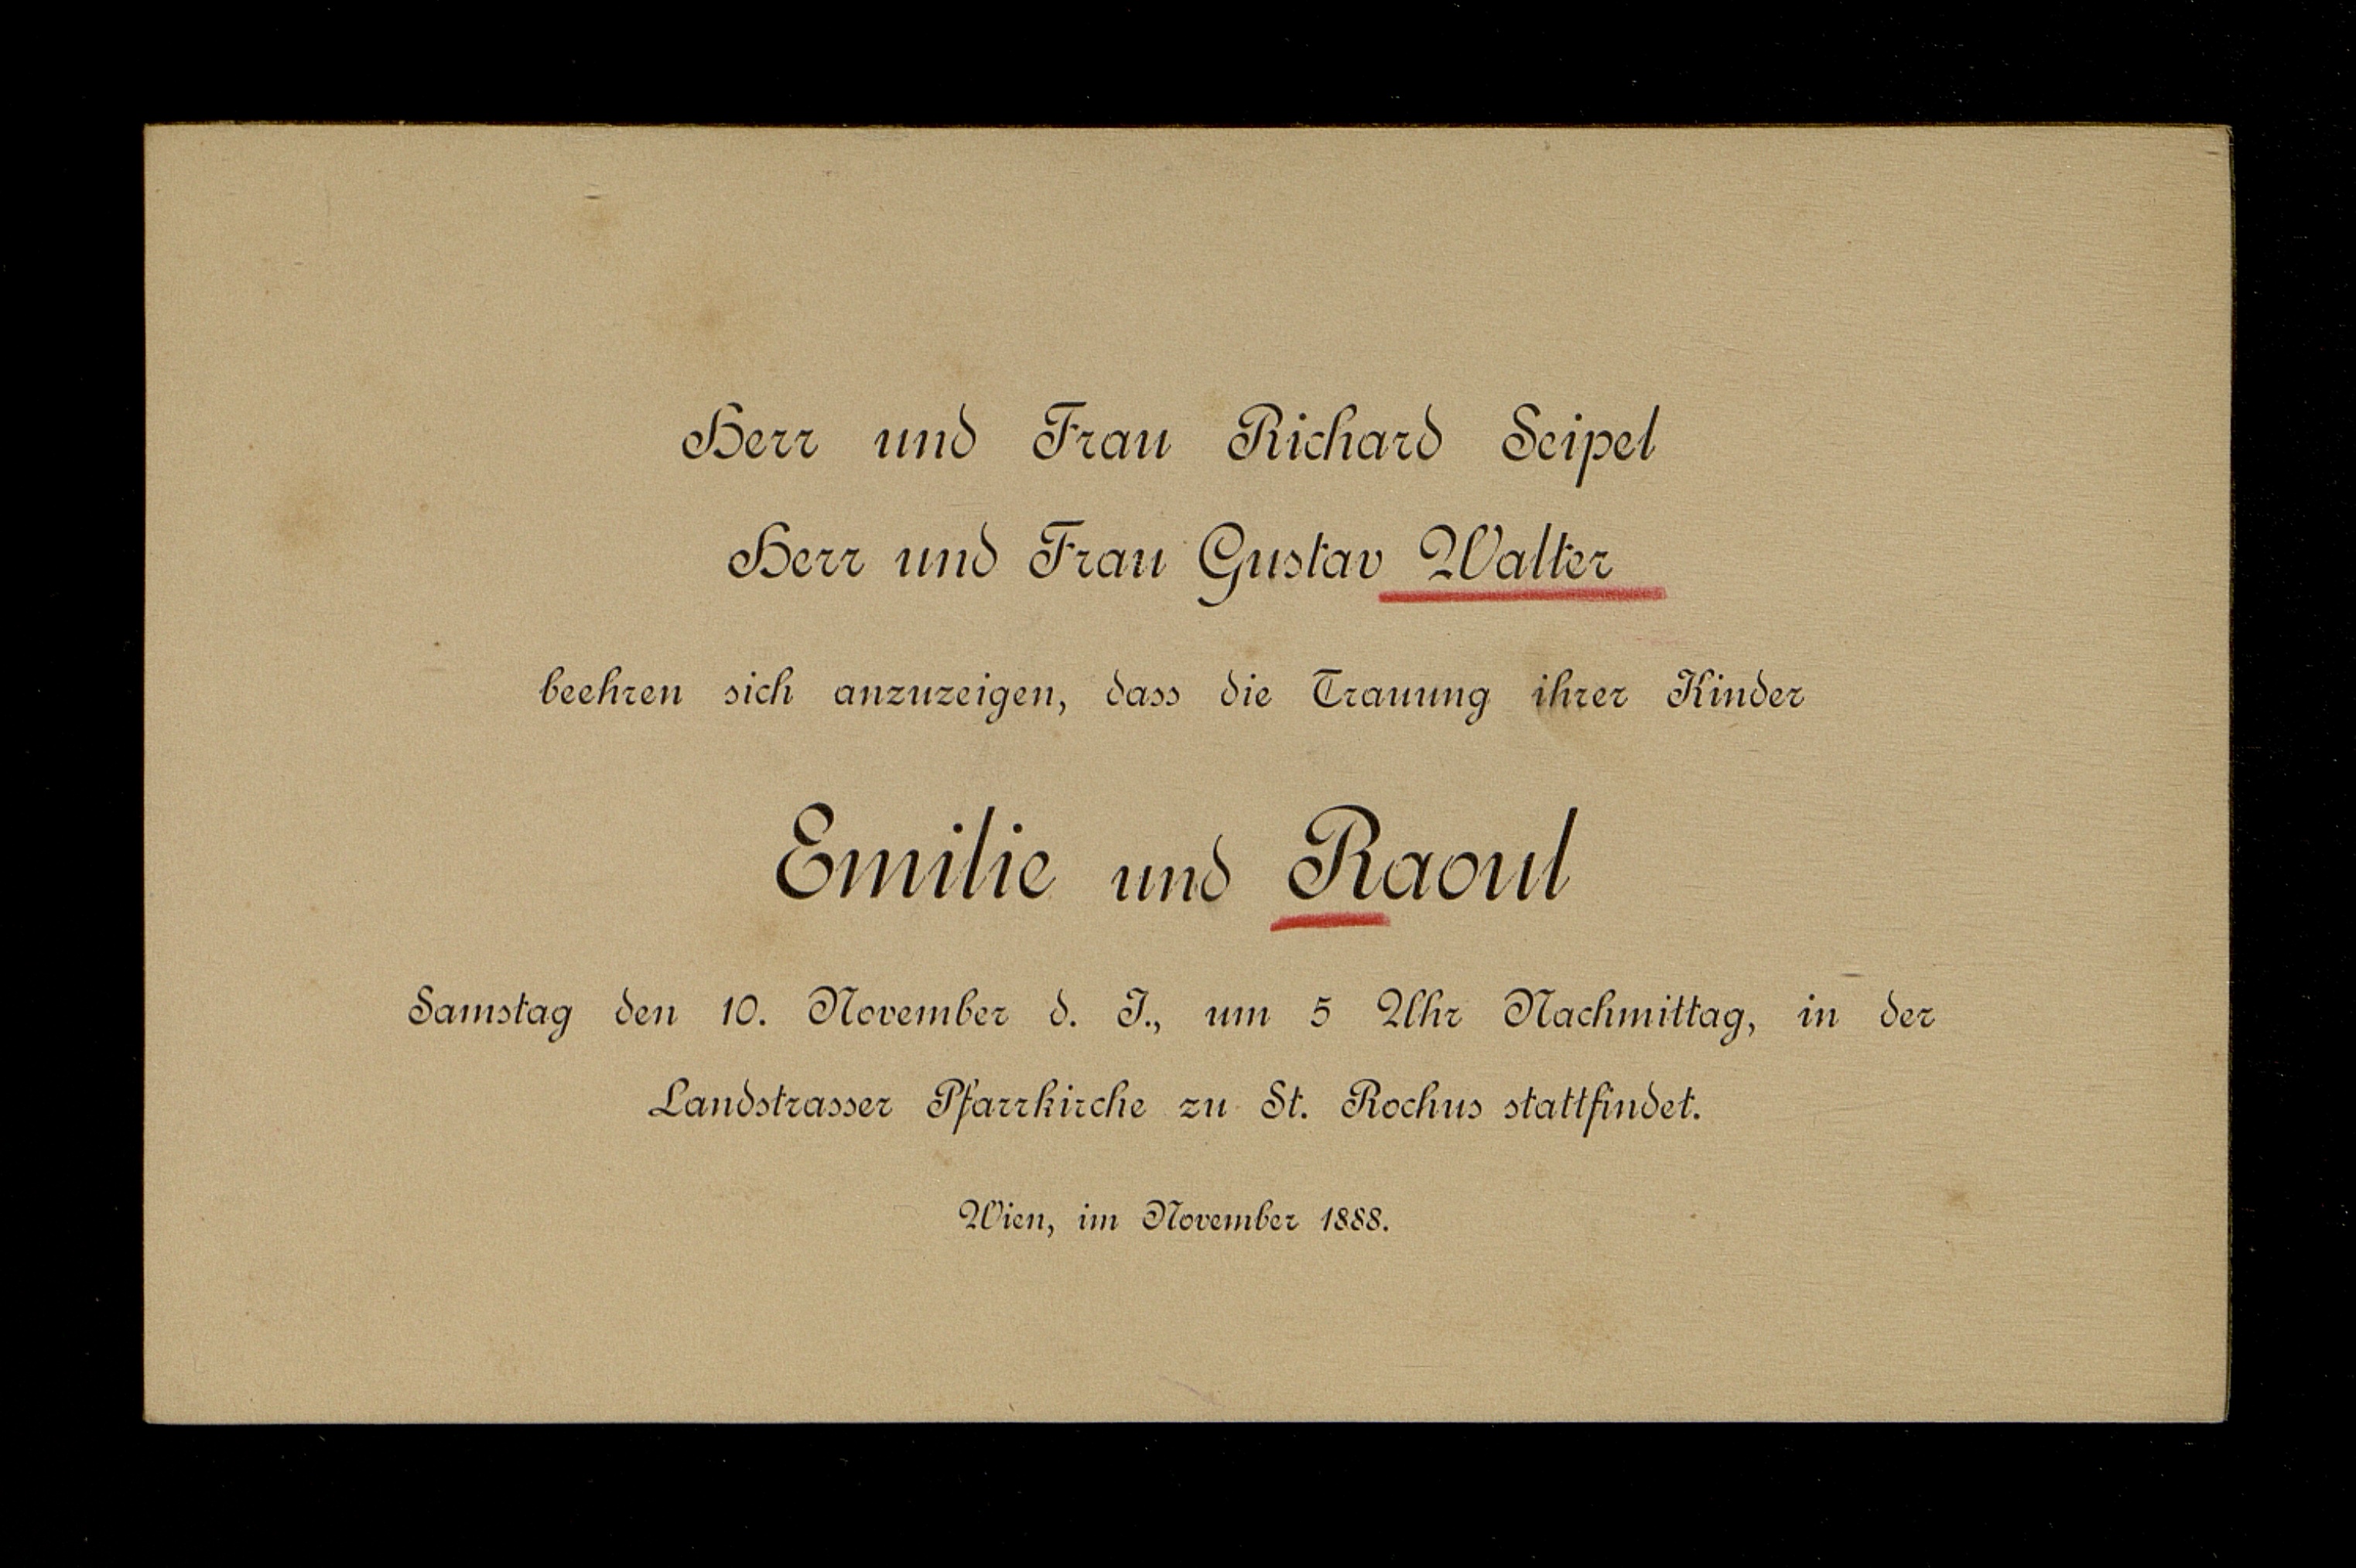 Herr und Frau Richard Seipel
Herr und Frau Gustav Walter
beehren sich anzuzeigen, dass die Trauung ihrer Kinder
Emilie und Raoul
Samstag den 10. November d. J., um 5 Uhr Nachmittag, in der
Landstrasser Pfarrkirche zu St. Rochus stattfindet.
Wien, im November 1888.